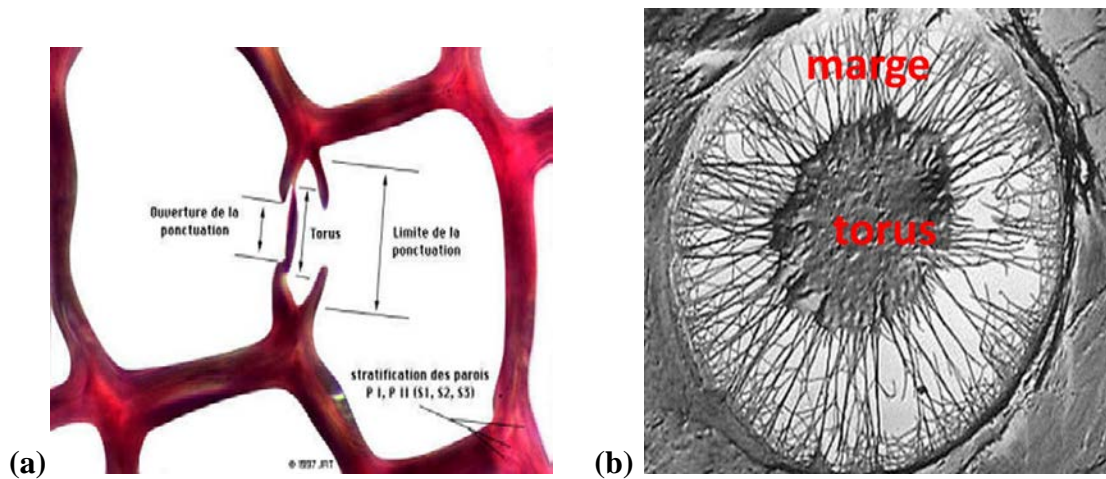 Ouverture de la
ponctuation
Torus
Limite de la
ponctuation
stratification des parois
P I, P II (S1, S2, S3)
© 1997 JRT
(a)
marge
torus
(b)